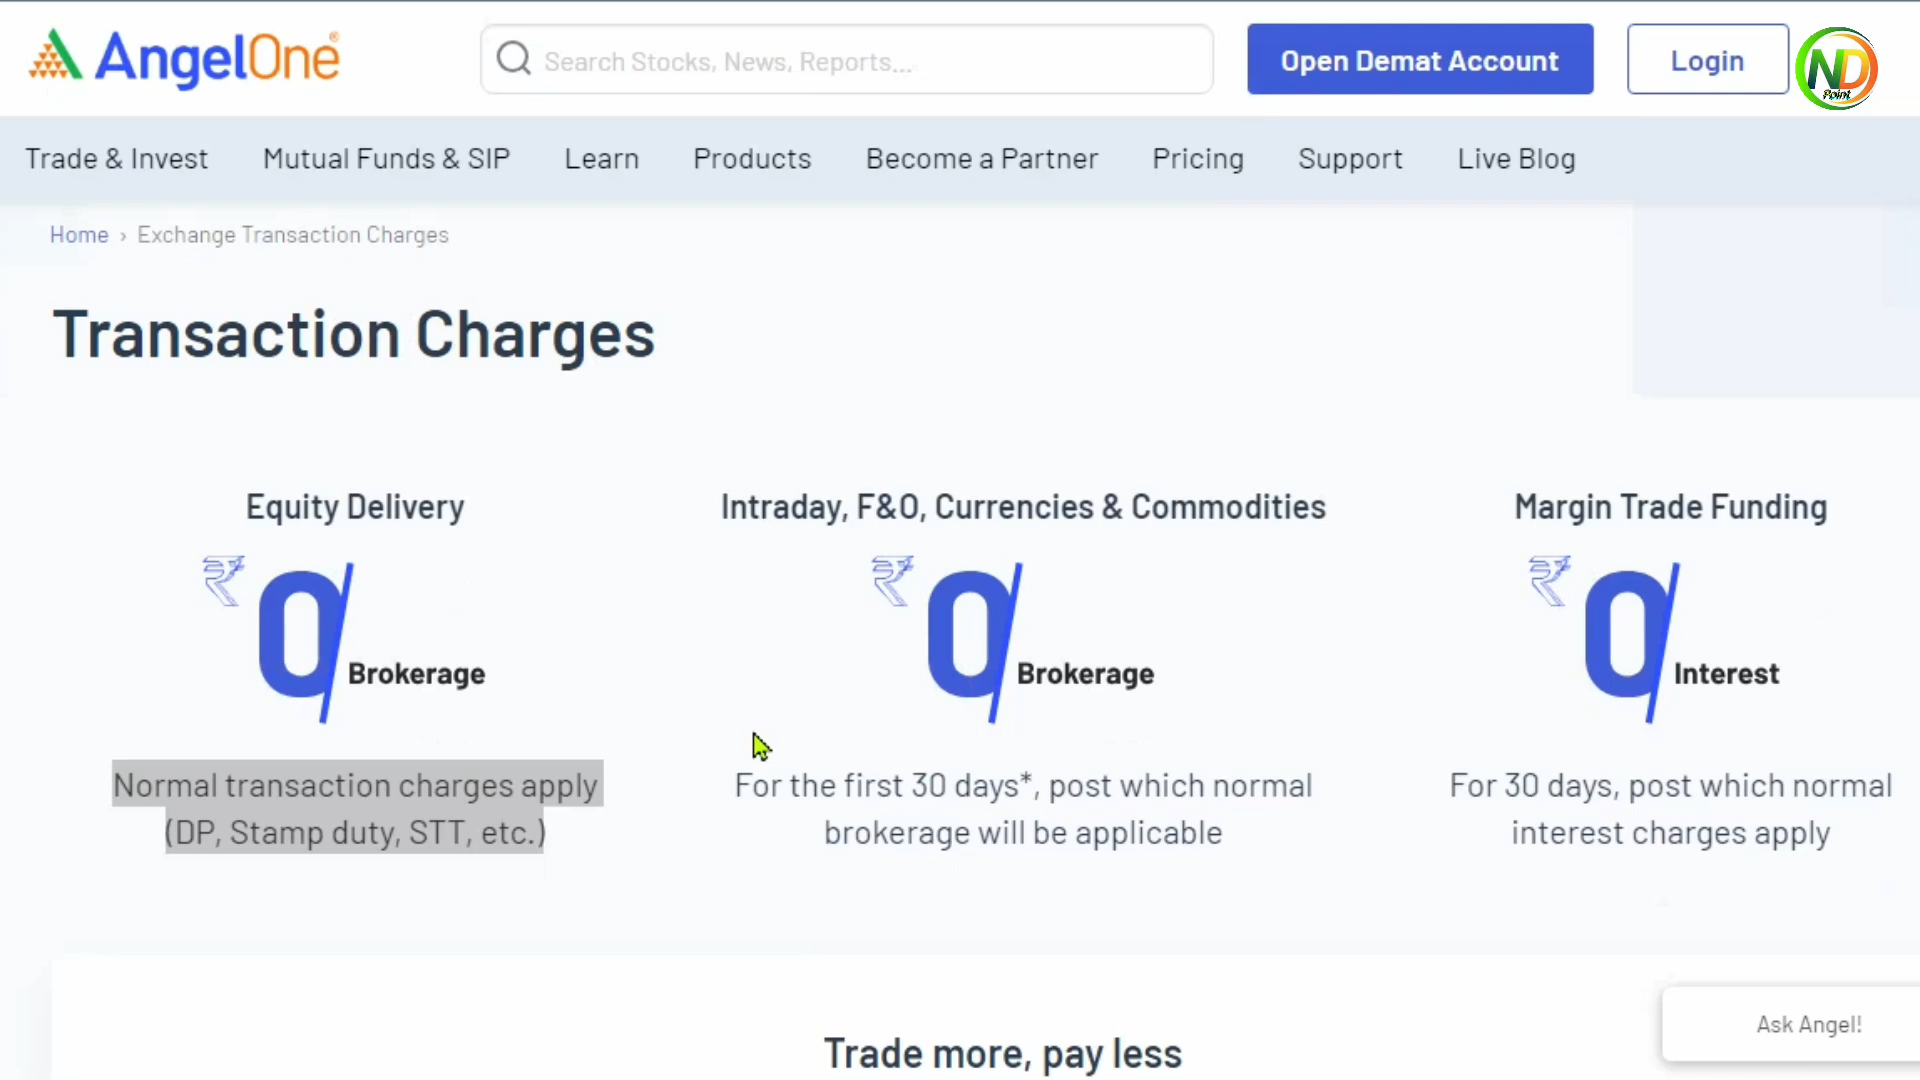 AngelOne
Search Stocks, News, Reports...
Open Demat Account
Login
ND
Point
Trade & Invest
Mutual Funds & SIP
Learn
Products
Become a Partner
Pricing
Support
Live Blog
Home › Exchange Transaction Charges
Transaction Charges
Equity Delivery
₹0 Brokerage
Normal transaction charges apply
(DP, Stamp duty, STT, etc.)
Intraday, F&O, Currencies & Commodities
₹0 Brokerage
For the first 30 days*, post which normal
brokerage will be applicable
Margin Trade Funding
₹0 Interest
For 30 days, post which normal
interest charges apply
Trade more, pay less
Ask Angel!